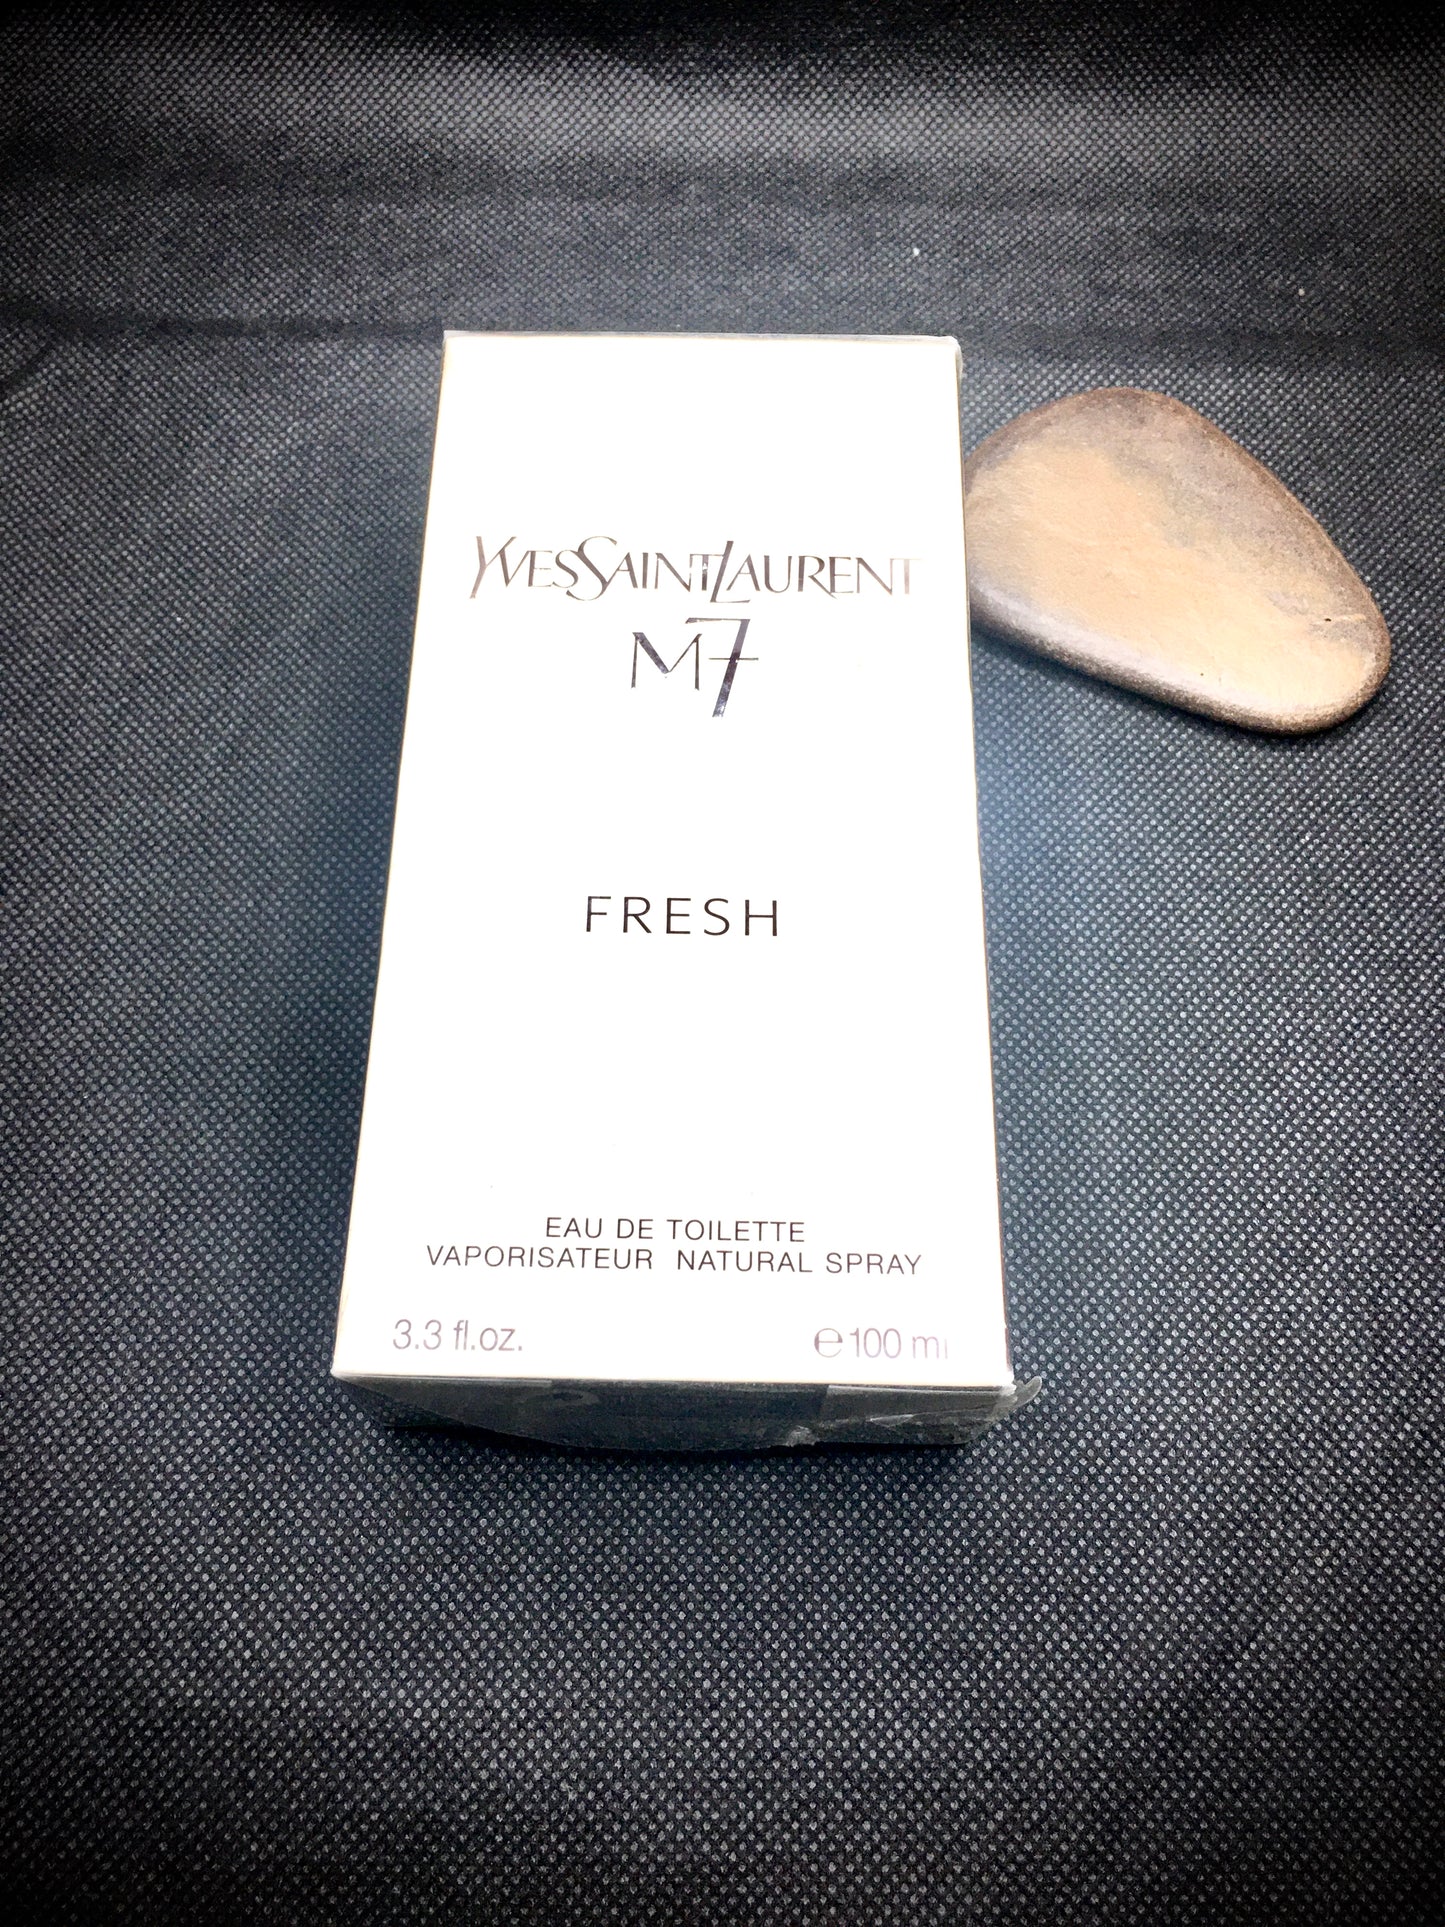 YVESSAINTLAURENT
M7
FRESH
EAU DE TOILETTE
VAPORISATEUR NATURAL SPRAY
3.3 fl.oz. ℮100 ml